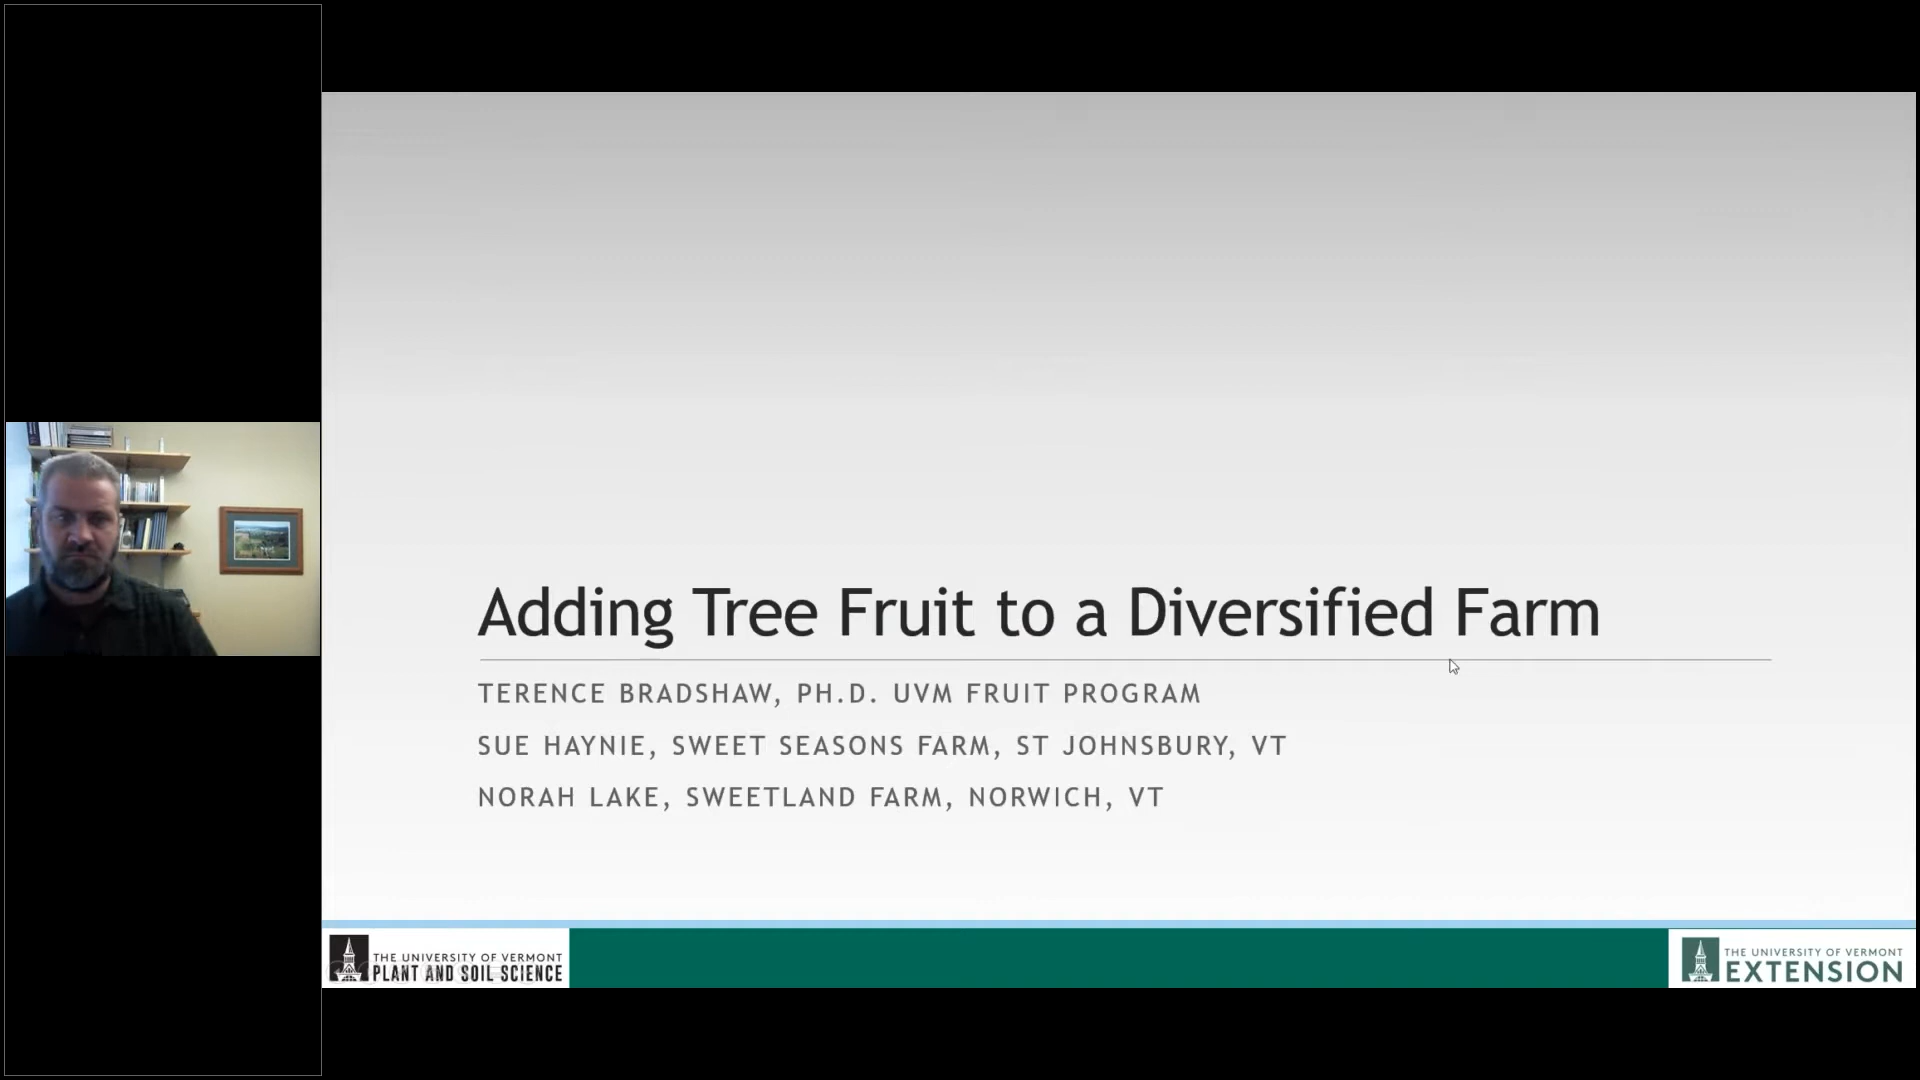 Adding Tree Fruit to a Diversified Farm
TERENCE BRADSHAW, PH.D. UVM FRUIT PROGRAM
SUE HAYNIE, SWEET SEASONS FARM, ST JOHNSBURY, VT
NORAH LAKE, SWEETLAND FARM, NORWICH, VT
THE UNIVERSITY OF VERMONT
PLANT AND SOIL SCIENCE
THE UNIVERSITY OF VERMONT
EXTENSION